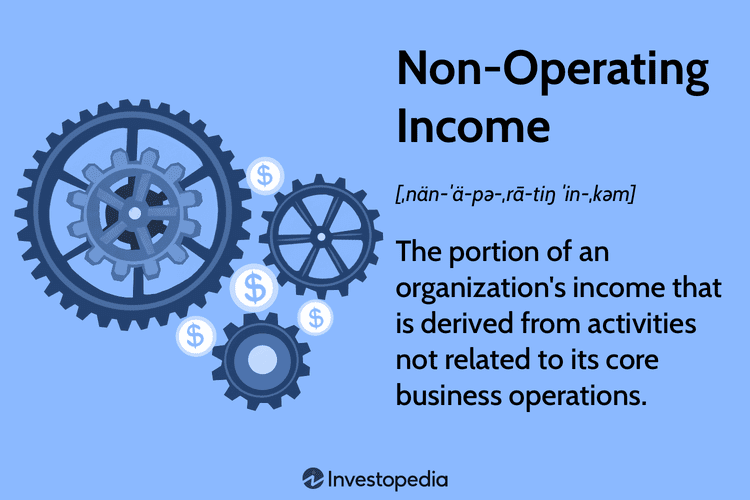 Non-Operating
Income
[ˌnän-ˈä-pə-ˌrā-tiŋ ˈin-ˌkəm]
The portion of an
organization's income that
is derived from activities
not related to its core
business operations.
$
$
$
$
Investopedia